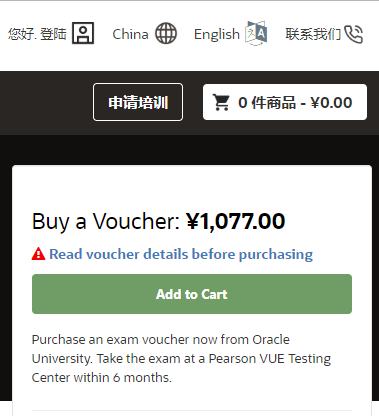 您好. 登陆 China English 联系我们
申请培训 0 件商品 - ¥0.00
Buy a Voucher: ¥1,077.00
Read voucher details before purchasing
Add to Cart
Purchase an exam voucher now from Oracle
University. Take the exam at a Pearson VUE Testing
Center within 6 months.